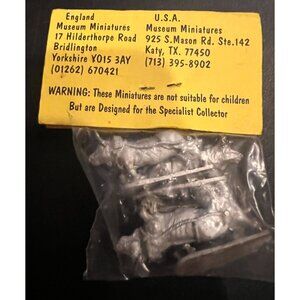 England
Museum Miniatures
17 Hilderthorpe Road
Bridlington
Yorkshire YO15 3AY
(01262) 670421
U.S.A.
Museum Miniatures
925 S.Mason Rd. Ste.142
Katy, TX. 77450
(713) 395-8902
WARNING: These Miniatures are not suitable for children
But are Designed for the Specialist Collector